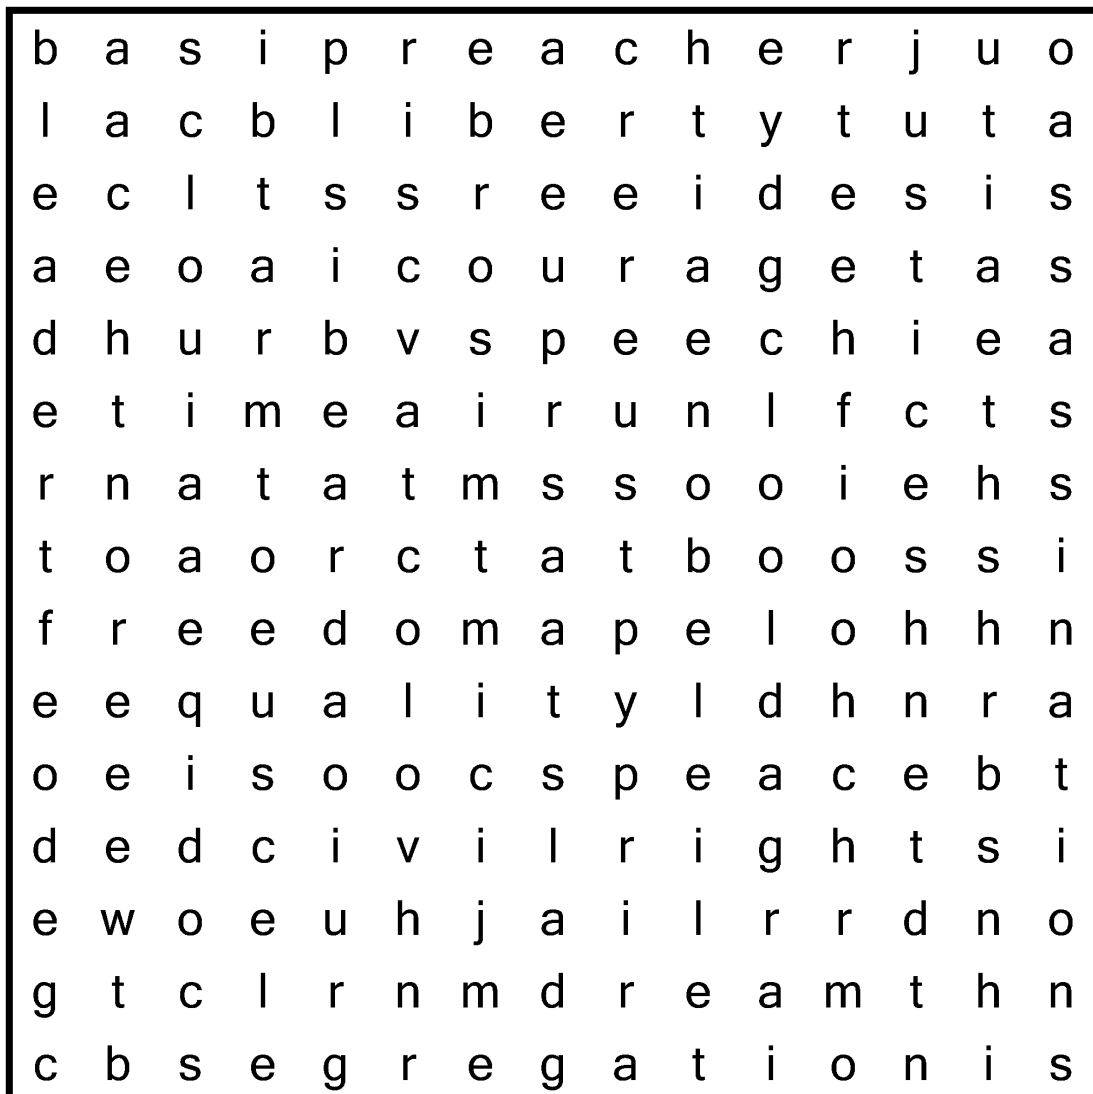 b a s i p r e a c h e r j u o
l a c b l i b e r t y t u t a
e c l t s s r e e i d e s i s
a e o a i c o u r a g e t a s
d h u r b v s p e e c h i e a
e t i m e a i r u n l f c t s
r n a t a t m s s o o i e h s
t o a o r c t a t b o o s s i
f r e e d o m a p e l o h h n
e e q u a l i t y l d h n r a
o e i s o o c s p e a c e b t
d e d c i v i l r i g h t s i
e w o e u h j a i l r r d n o
g t c l r n m d r e a m t h n
c b s e g r e g a t i o n i s